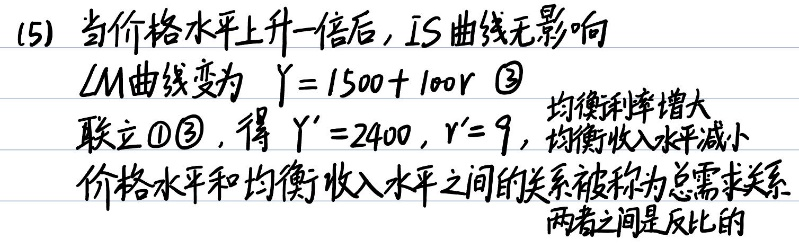 (5) 当价格水平上升一倍后，IS曲线无影响
LM曲线变为 Y=1500+100r ③
联立①③，得 Y'=2400，r'=9，均衡利率增大
均衡收入水平减小
价格水平和均衡收入水平之间的关系被称为总需求关系
两者之间是反比的